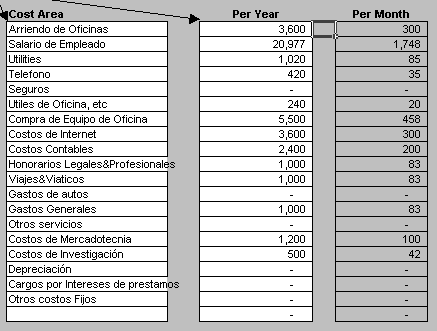 Cost Area Per Year Per Month
Arriendo de Oficinas 3,600 300
Salario de Empleado 20,977 1,748
Utilities 1,020 85
Telefono 420 35
Seguros - -
Utiles de Oficina, etc 240 20
Compra de Equipo de Oficina 5,500 458
Costos de Internet 3,600 300
Costos Contables 2,400 200
Honorarios Legales&Profesionales 1,000 83
Viajes&Viaticos 1,000 83
Gastos de autos - -
Gastos Generales 1,000 83
Otros servicios - -
Costos de Mercadotecnia 1,200 100
Costos de Investigación 500 42
Depreciación - -
Cargos por Intereses de prestamos - -
Otros costos Fijos - -
- -